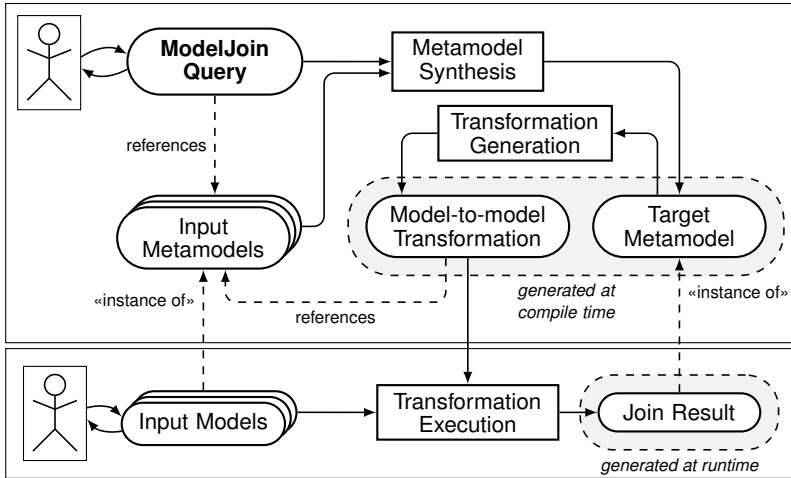 ModelJoin
Query
Metamodel
Synthesis
Transformation
Generation
references
Input
Metamodels
Model-to-model
Transformation
Target
Metamodel
«instance of»
references
generated at
compile time
«instance of»
Input Models
Transformation
Execution
Join Result
generated at runtime